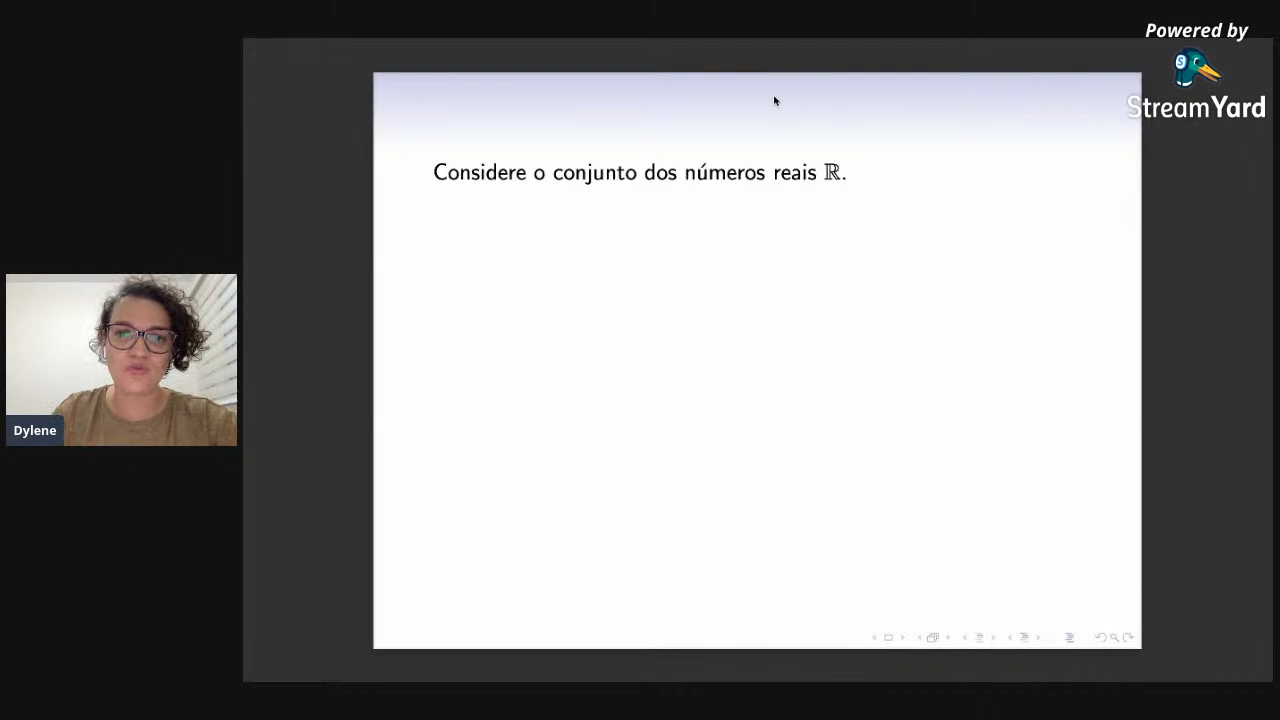 Powered by
StreamYard
Considere o conjunto dos números reais ℝ.
Dylene